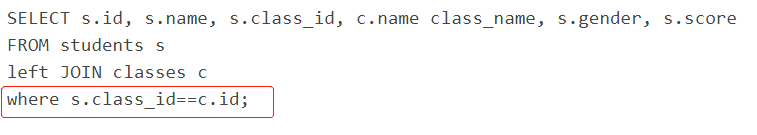 SELECT s.id, s.name, s.class_id, c.name class_name, s.gender, s.score
FROM students s
left JOIN classes c
where s.class_id==c.id;